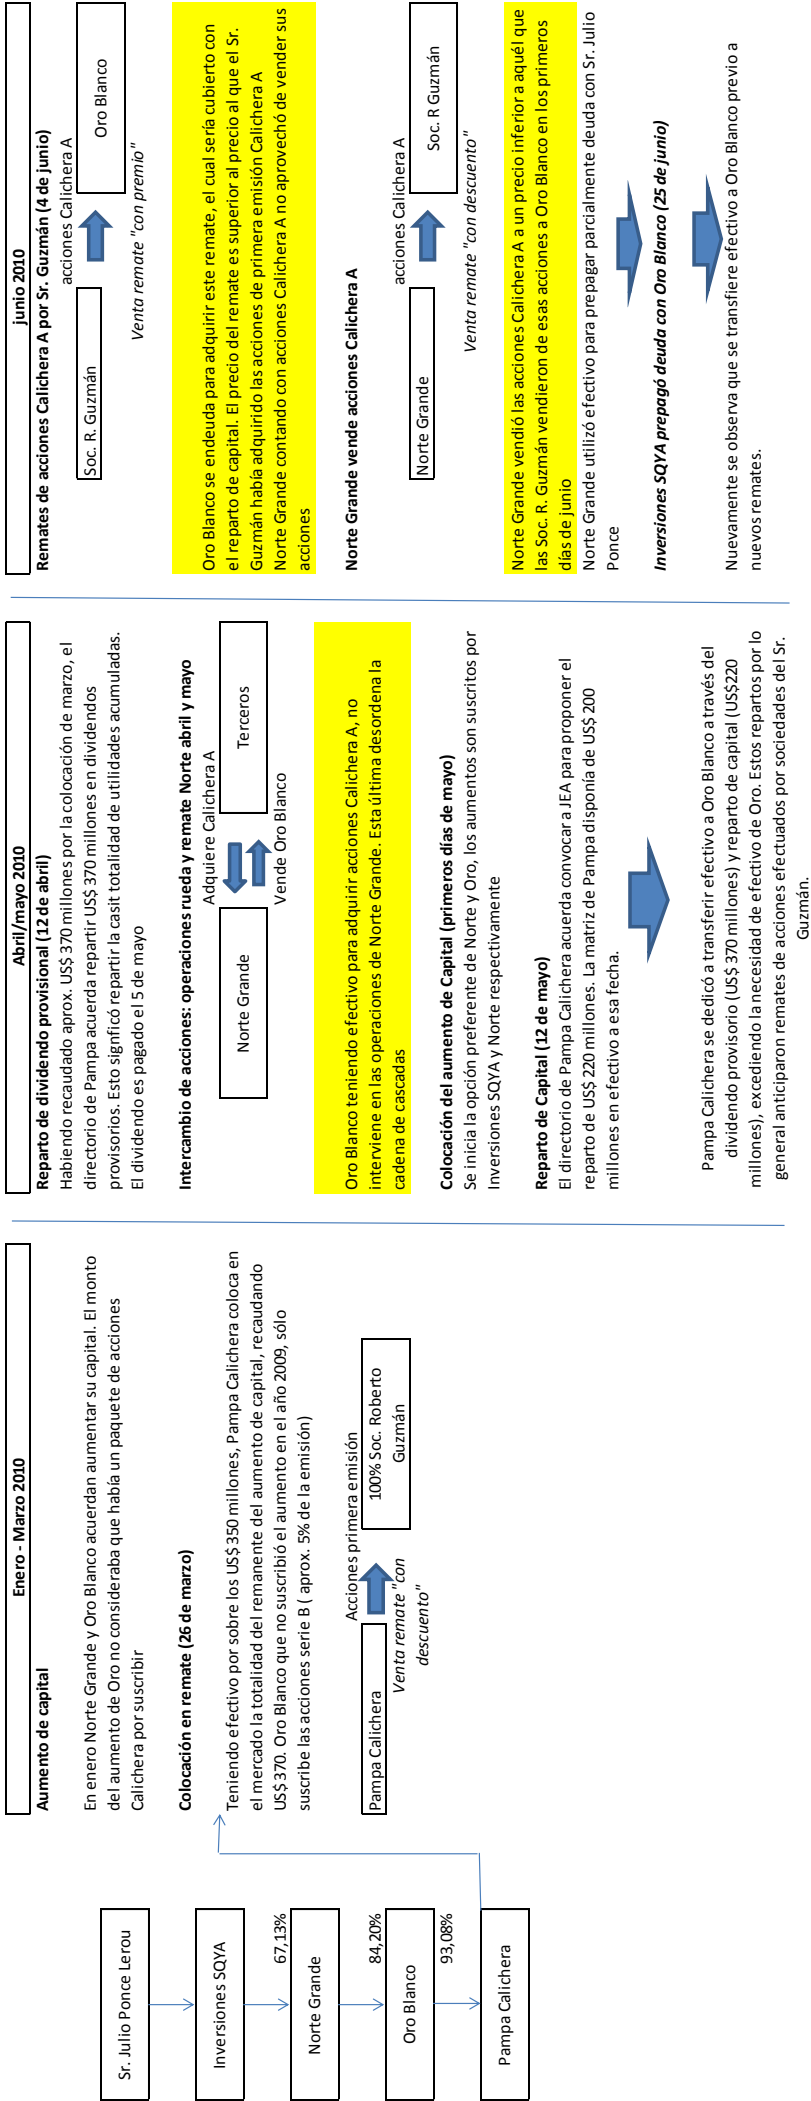 Sr. Julio Ponce Lerou
Inversiones SQYA
67,13%
Norte Grande
84,20%
Oro Blanco
93,08%
Pampa Calichera
Enero - Marzo 2010
Aumento de capital
En enero Norte Grande y Oro Blanco acuerdan aumentar su capital. El monto
del aumento de Oro no consideraba que había un paquete de acciones
Calichera por suscribir
Colocación en remate (26 de marzo)
Teniendo efectivo por sobre los US$ 350 millones, Pampa Calichera coloca en
el mercado la totalidad del remanente del aumento de capital, recaudando
US$ 370. Oro Blanco que no suscribió el aumento en el año 2009, sólo
suscribe las acciones serie B ( aprox. 5% de la emisión)
Acciones primera emisión
Pampa Calichera
100% Soc. Roberto
Guzmán
Venta remate "con
descuento"
Abril/mayo 2010
Reparto de dividendo provisional (12 de abril)
Habiendo recaudado aprox. US$ 370 millones por la colocación de marzo, el
directorio de Pampa acuerda repartir US$ 370 millones en dividendos
provisorios. Esto signficó repartir la casit totalidad de utilidades acumuladas.
El dividendo es pagado el 5 de mayo
Intercambio de acciones: operaciones rueda y remate Norte abril y mayo
Adquiere Calichera A
Norte Grande
Terceros
Vende Oro Blanco
Oro Blanco teniendo efectivo para adquirir acciones Calichera A, no
interviene en las operaciones de Norte Grande. Esta última desordena la
cadena de cascadas
Colocación del aumento de Capital (primeros días de mayo)
Se inicia la opción preferente de Norte y Oro, los aumentos son suscritos por
Inversiones SQYA y Norte respectivamente
Reparto de Capital (12 de mayo)
El directorio de Pampa Calichera acuerda convocar a JEA para proponer el
reparto de US$ 220 millones. La matriz de Pampa disponía de US$ 200
millones en efectivo a esa fecha.
Pampa Calichera se dedicó a transferir efectivo a Oro Blanco a través del
dividendo provisorio (US$ 370 millones) y reparto de capital (US$220
millones), excediendo la necesidad de efectivo de Oro. Estos repartos por lo
general anticiparon remates de acciones efectuados por sociedades del Sr.
Guzmán.
junio 2010
Remates de acciones Calichera A por Sr. Guzmán (4 de junio)
acciones Calichera A
Soc. R. Guzmán
Oro Blanco
Venta remate "con premio"
Oro Blanco se endeuda para adquirir este remate, el cual sería cubierto con
el reparto de capital. El precio del remate es superior al precio al que el Sr.
Guzmán había adquirido las acciones de primera emisión Calichera A
Norte Grande contando con acciones Calichera A no aprovechó de vender sus
acciones
Norte Grande vende acciones Calichera A
acciones Calichera A
Norte Grande
Soc. R Guzmán
Venta remate "con descuento"
Norte Grande vendió las acciones Calichera A a un precio inferior a aquél que
las Soc. R. Guzmán vendieron de esas acciones a Oro Blanco en los primeros
días de junio
Norte Grande utilizó efectivo para prepagar parcialmente deuda con Sr. Julio
Ponce
Inversiones SQYA prepagó deuda con Oro Blanco (25 de junio)
Nuevamente se observa que se transfiere efectivo a Oro Blanco previo a
nuevos remates.